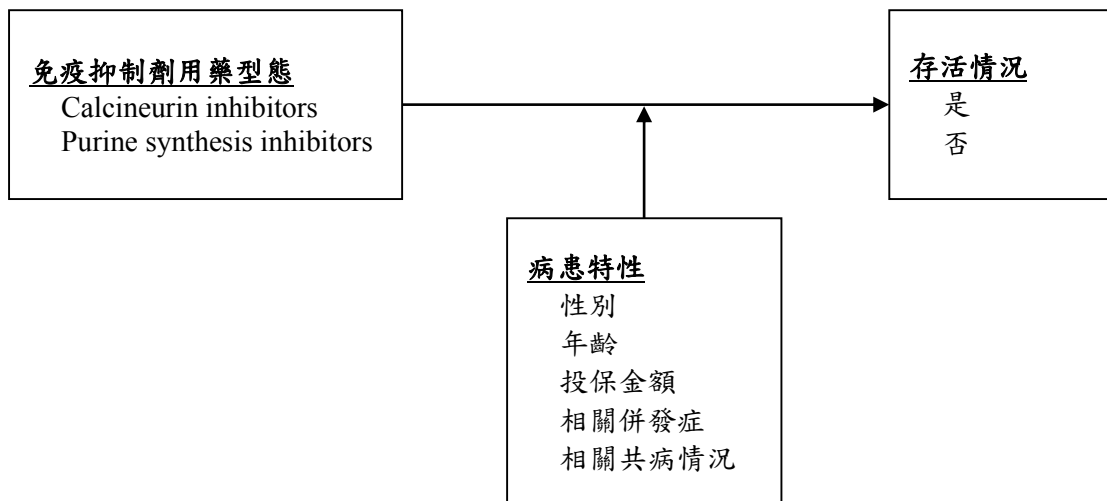 免疫抑制劑用藥型態
Calcineurin inhibitors
Purine synthesis inhibitors
存活情況
是
否
病患特性
性別
年齡
投保金額
相關併發症
相關共病情況